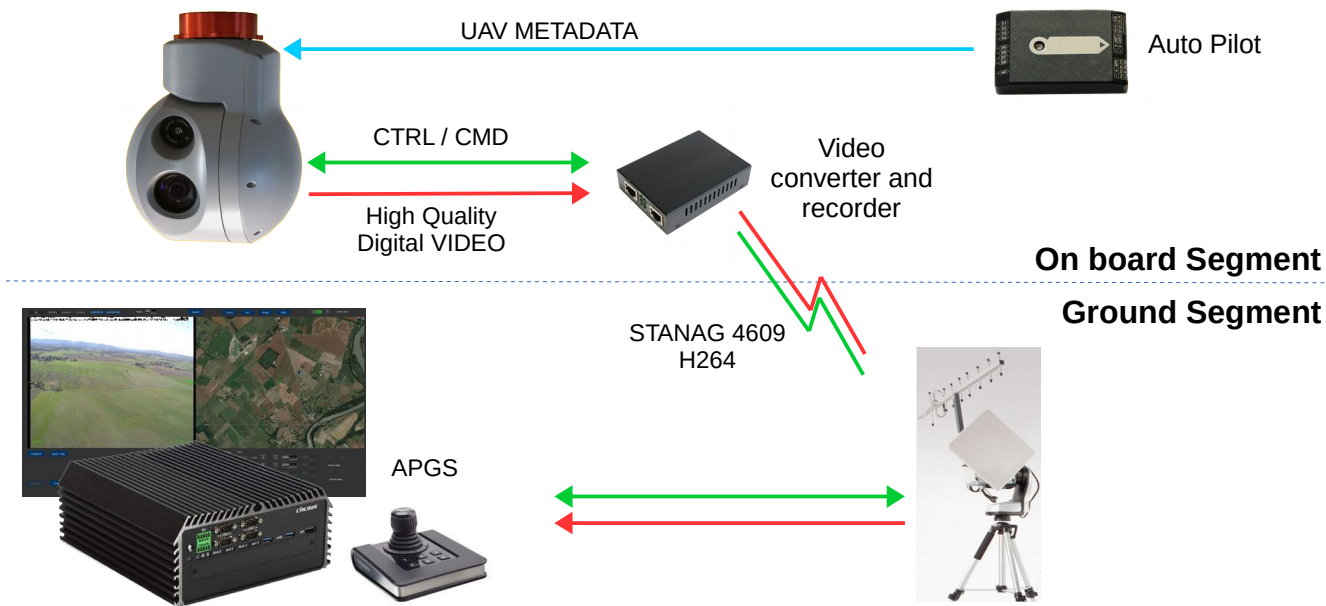 UAV METADATA
Auto Pilot
CTRL / CMD
Video
converter and
recorder
High Quality
Digital VIDEO
On board Segment
Ground Segment
STANAG 4609
H264
APGS